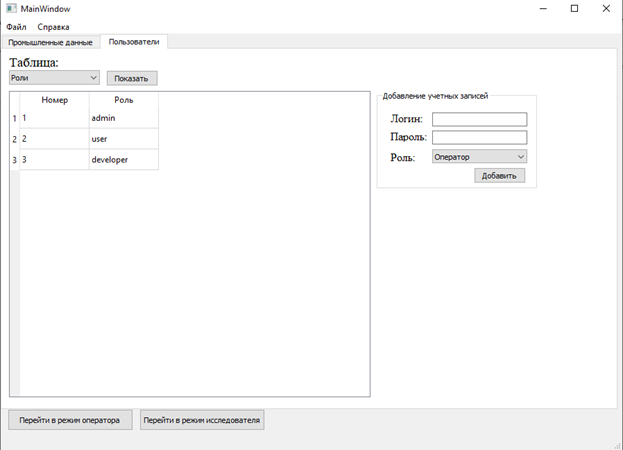 MainWindow
Файл Справка
Промышленные данные Пользователи
Таблица:
Роли Показать
Номер Роль
1 1 admin
2 2 user
3 3 developer
Добавление учетных записей
Логин:
Пароль:
Роль: Оператор
Добавить
Перейти в режим оператора Перейти в режим исследователя